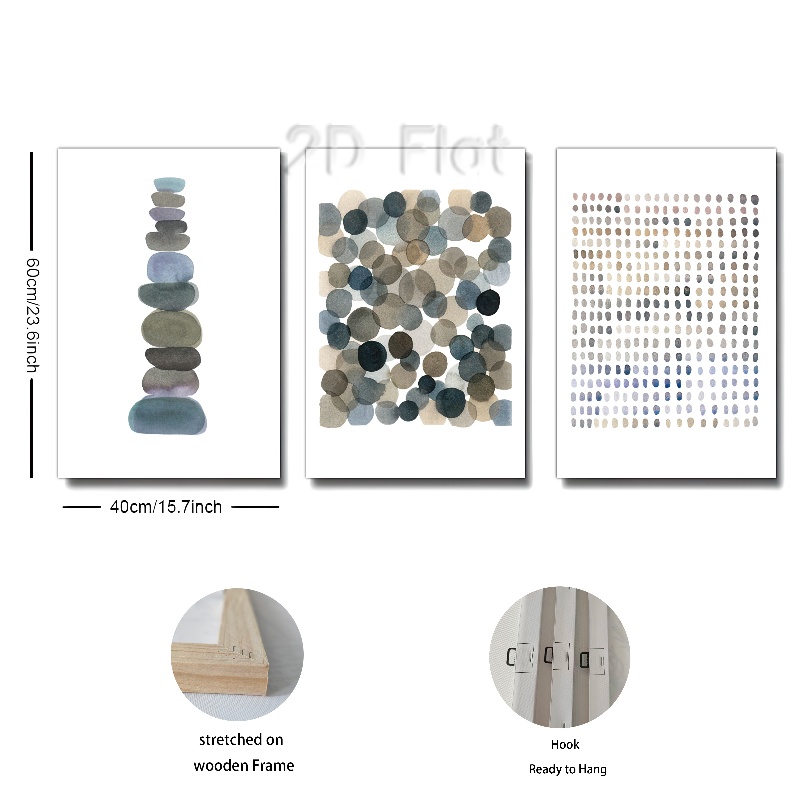 2D Flat
60cm/23.6inch
40cm/15.7inch
stretched on
wooden Frame
Hook
Ready to Hang